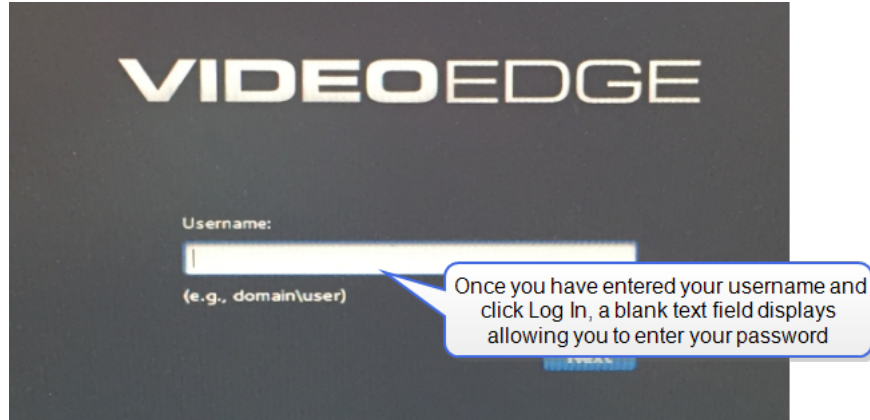 VIDEOEDGE
Username:
(e.g., domain\user)
Once you have entered your username and
click Log In, a blank text field displays
allowing you to enter your password